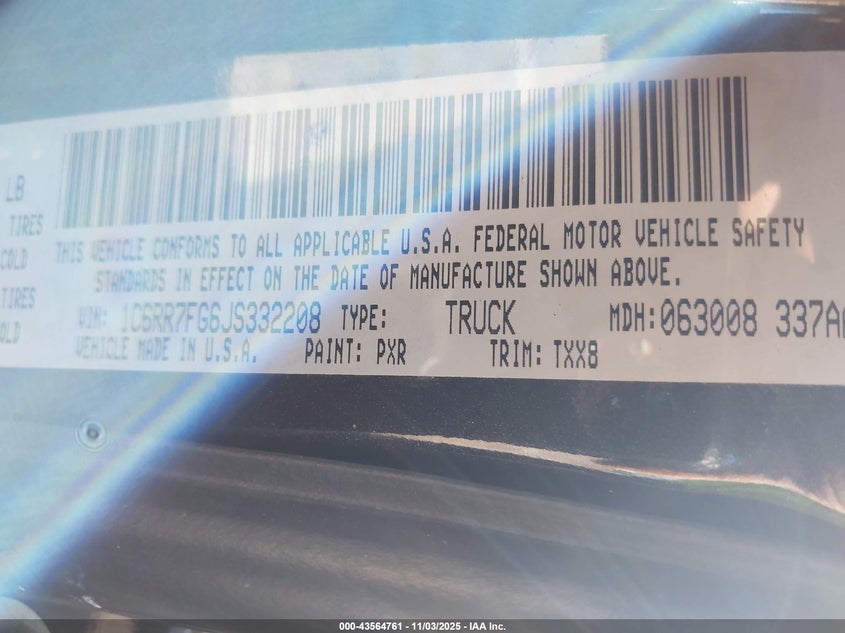 LB
TIRES
COLD
TIRES
OLD
THIS VEHICLE CONFORMS TO ALL APPLICABLE U.S.A. FEDERAL MOTOR VEHICLE SAFETY
STANDARDS IN EFFECT ON THE DATE OF MANUFACTURE SHOWN ABOVE.
VIN: 1C6RR7FG6JS332208 TYPE: TRUCK MDH:063008 337A
VEHICLE MADE IN U.S.A. PAINT: PXR TRIM: TXX8
000-43564761 - 11/03/2025 - IAA Inc.